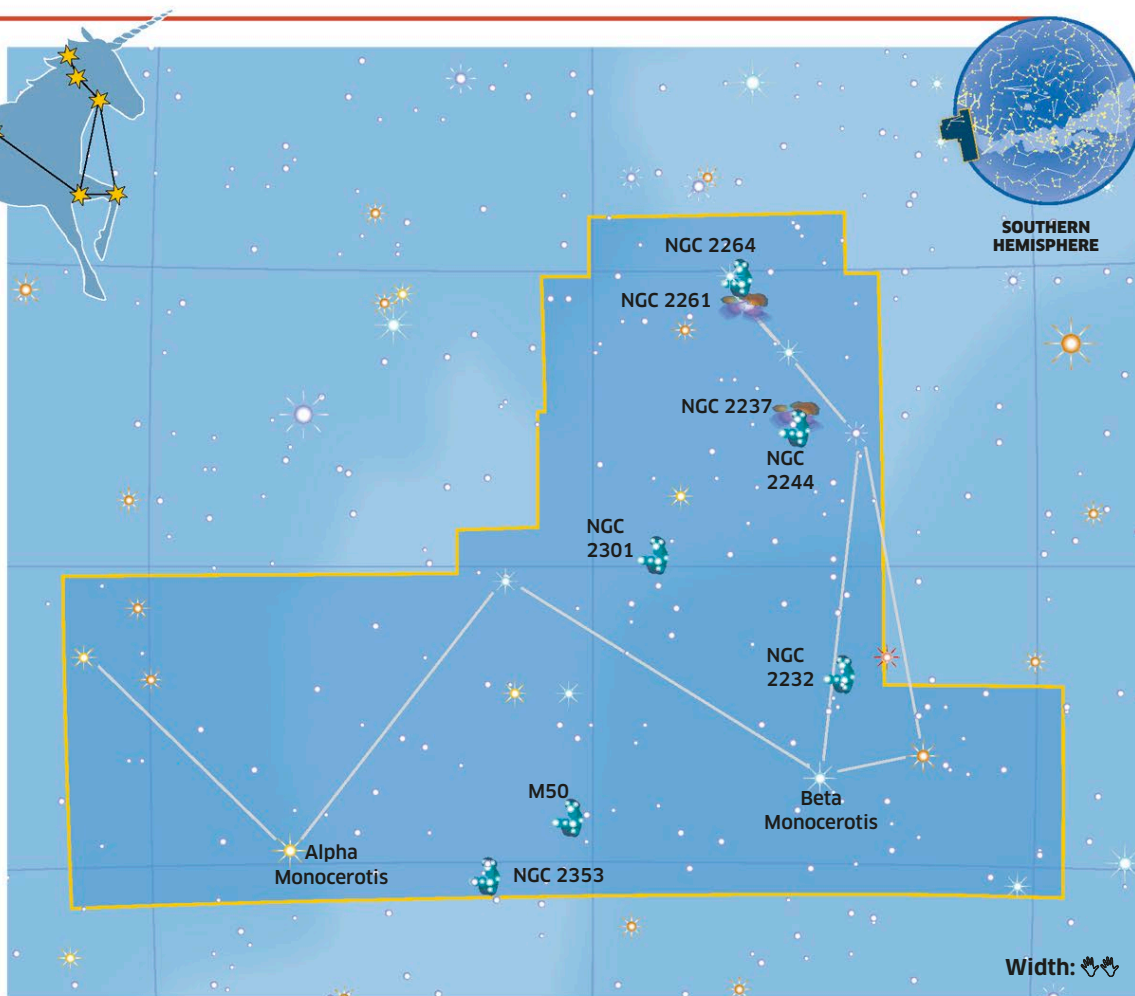 SOUTHERN
HEMISPHERE
NGC 2264
NGC 2261
NGC 2237
NGC
2244
NGC
2301
NGC
2232
M50
Beta
Monocerotis
Alpha
Monocerotis
NGC 2353
Width: